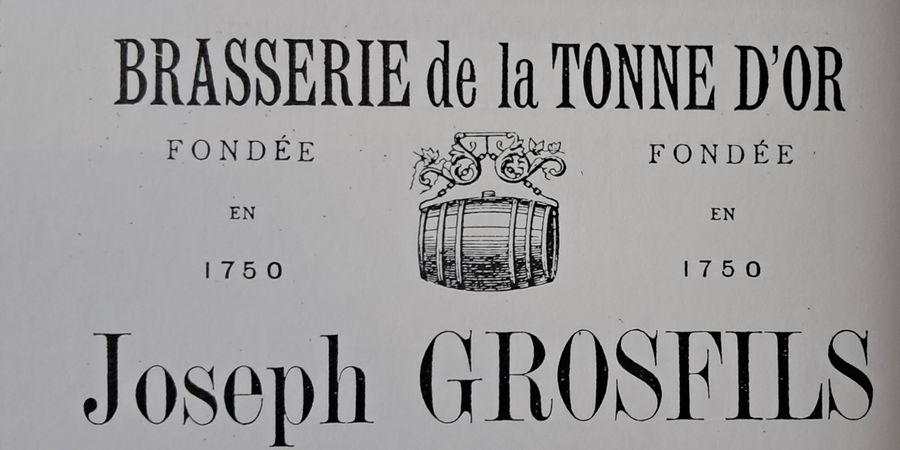 BRASSERIE de la TONNE D'OR
FONDÉE FONDÉE
EN EN
1750 1750
Joseph GROSFILS